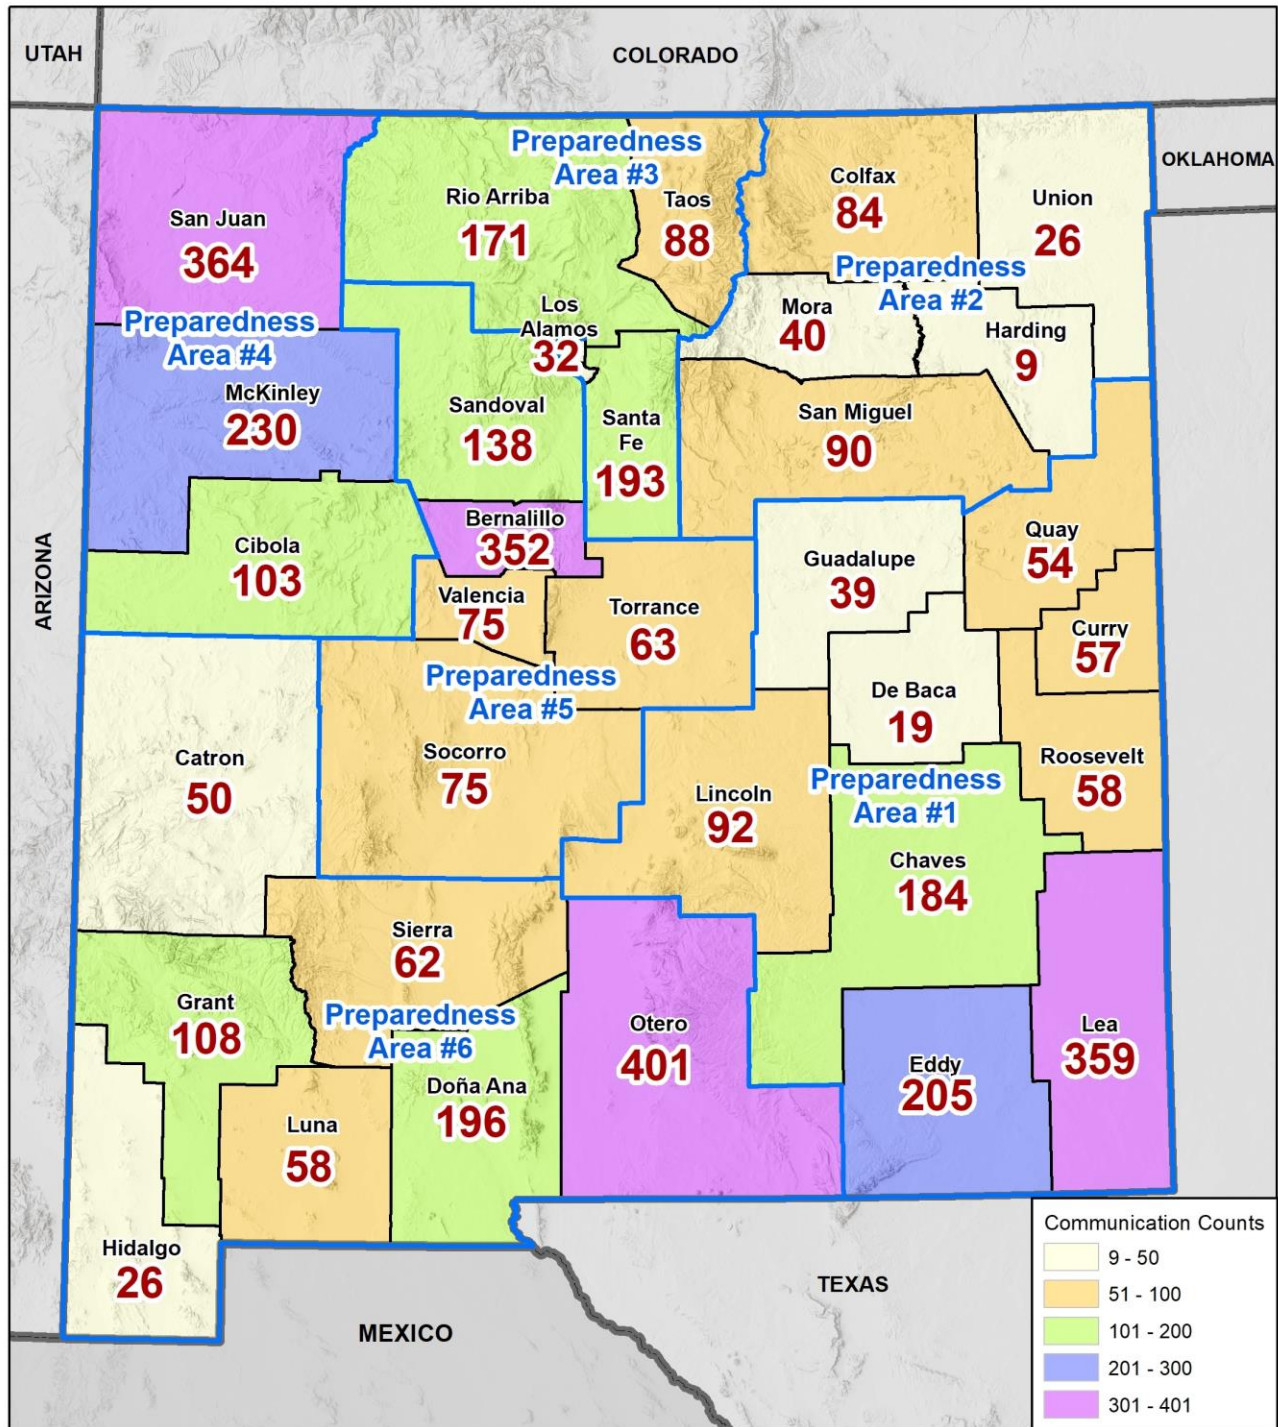 UTAH
COLORADO
OKLAHOMA
Preparedness
Area #3
San Juan
364
Rio Arriba
171
Taos
88
Colfax
84
Union
26
Preparedness
Area #2
Preparedness
Area #4
Los
Alamos
32
Mora
40
Harding
9
McKinley
230
Sandoval
138
Santa
Fe
193
San Miguel
90
ARIZONA
Cibola
103
Bernalillo
352
Valencia
75
Torrance
63
Guadalupe
39
Quay
54
Curry
57
Preparedness
Area #5
De Baca
19
Catron
50
Socorro
75
Lincoln
92
Preparedness
Area #1
Roosevelt
58
Chaves
184
Sierra
62
Grant
108
Preparedness
Area #6
Doña Ana
196
Otero
401
Eddy
205
Lea
359
Luna
58
Hidalgo
26
MEXICO
TEXAS
Communication Counts
9 - 50
51 - 100
101 - 200
201 - 300
301 - 401